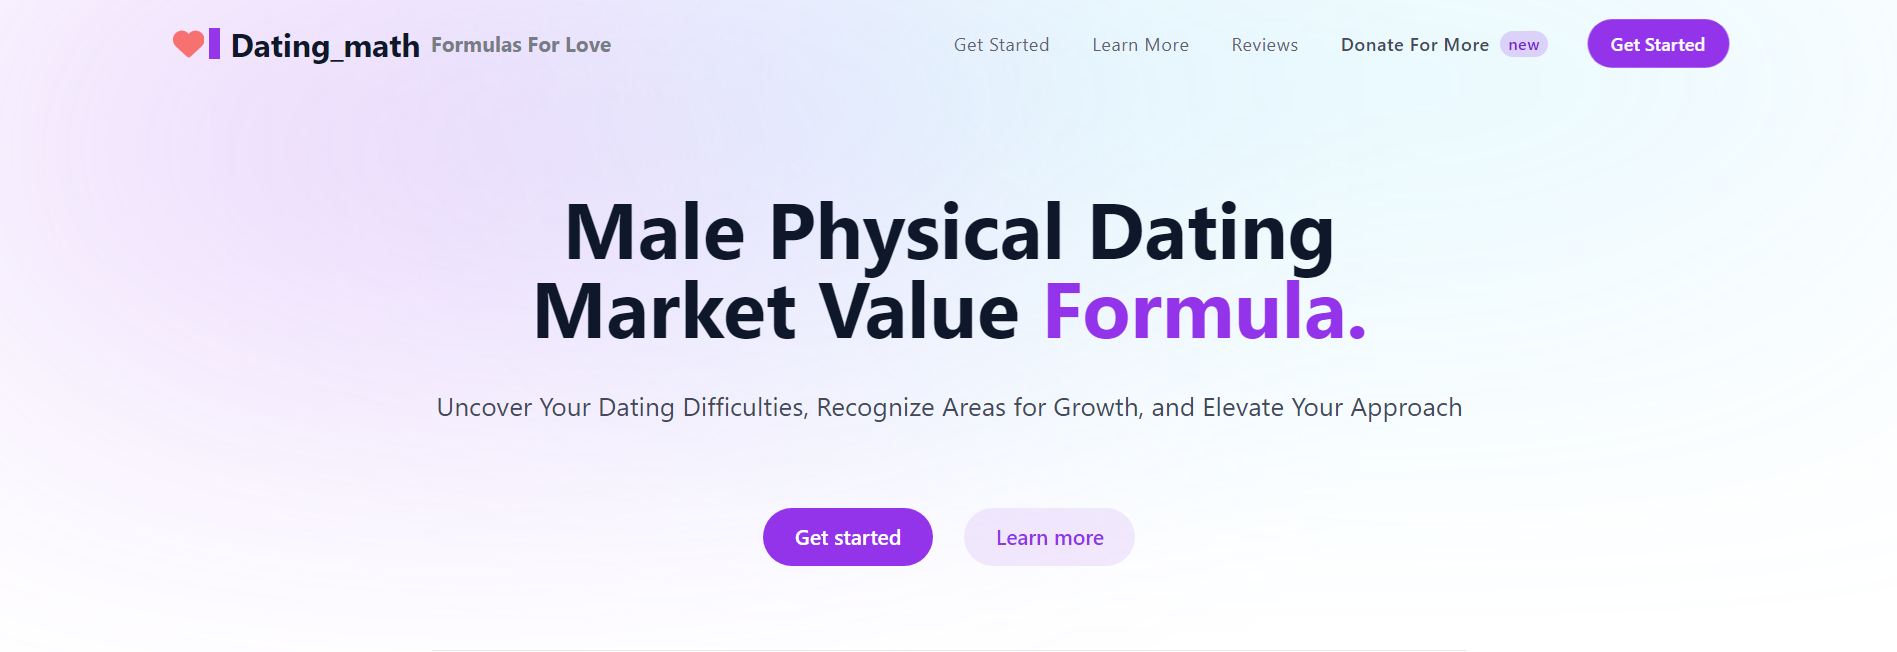 Dating_math Formulas For Love
Get Started Learn More Reviews Donate For More new Get Started
Male Physical Dating
Market Value Formula.
Uncover Your Dating Difficulties, Recognize Areas for Growth, and Elevate Your Approach
Get started Learn more